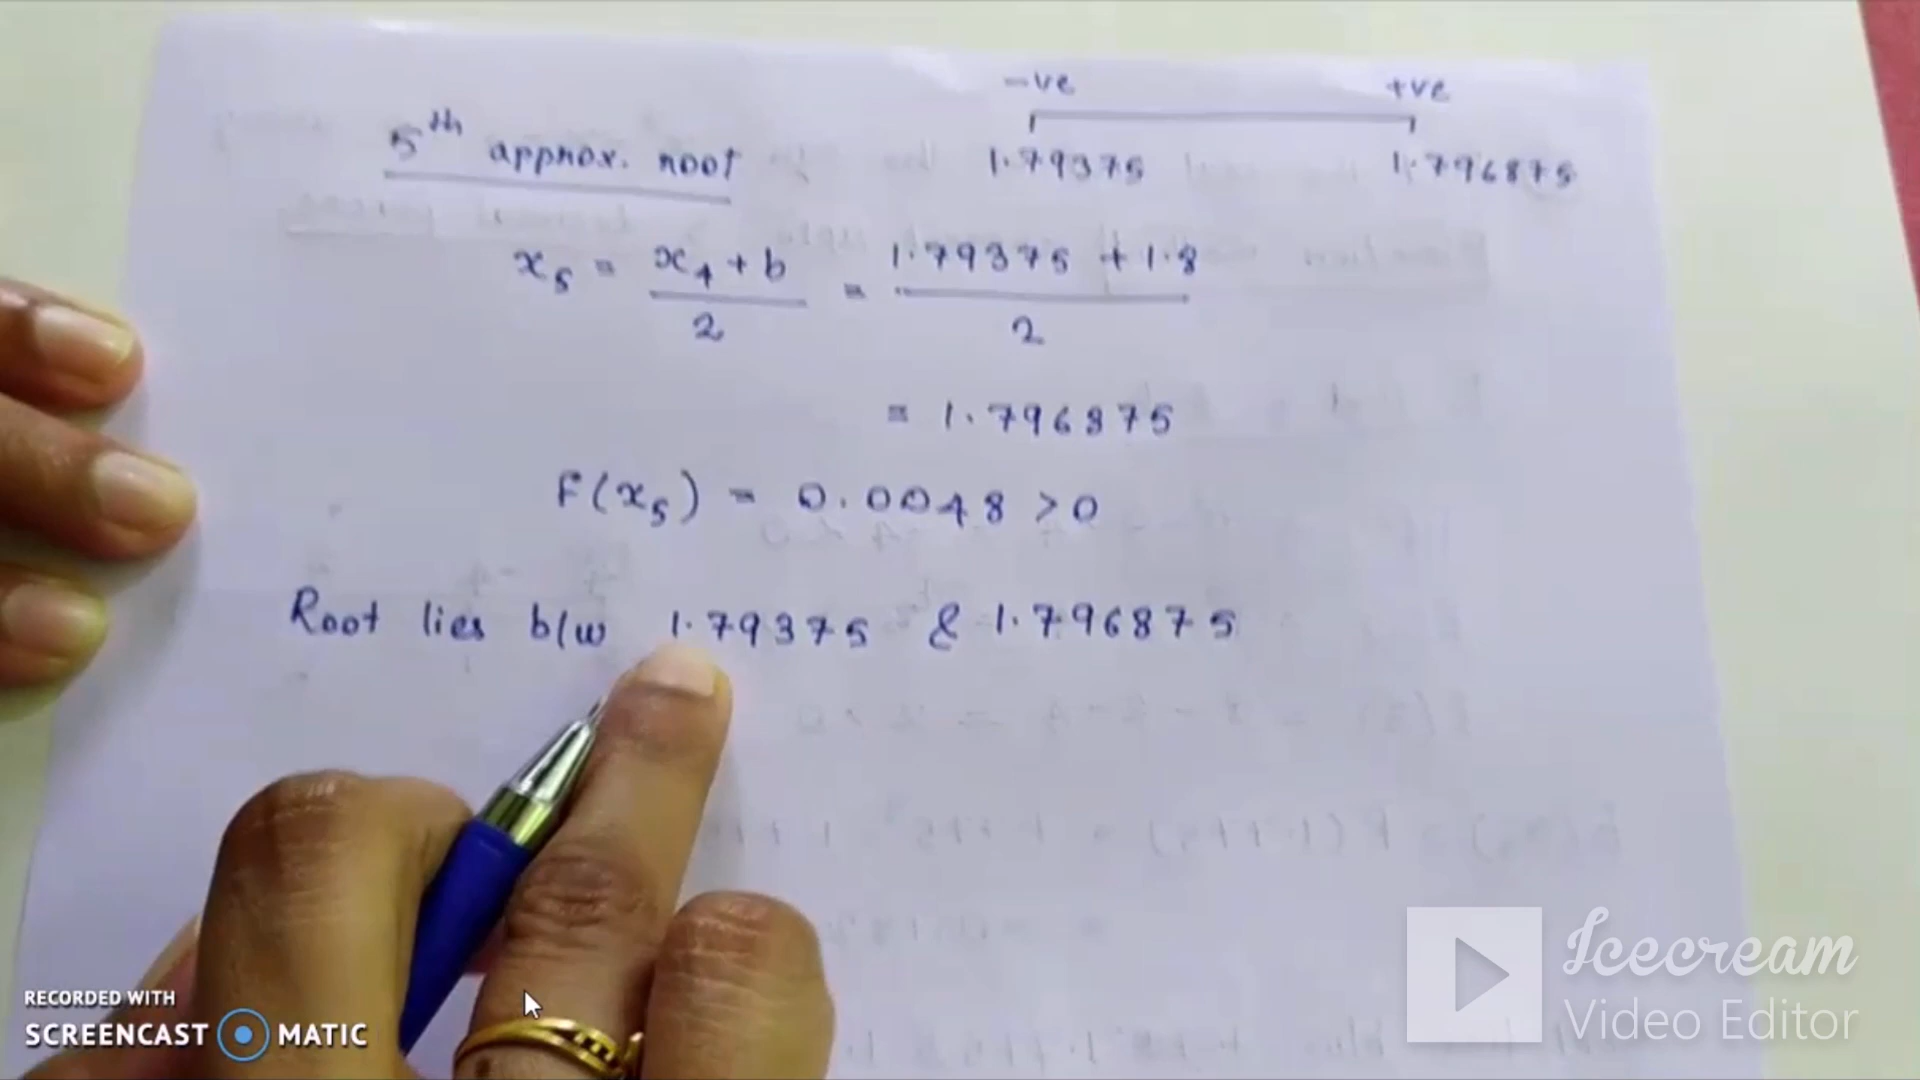 -ve +ve
5th approx. root 1.79375 1.796875
x5 = x4 + b / 2 = 1.79375 + 1.8 / 2
= 1.796875
F(x5) = 0.0048 > 0
Root lies b/w 1.79375 & 1.796875
RECORDED WITH
SCREENCAST MATIC
Icecream
Video Editor